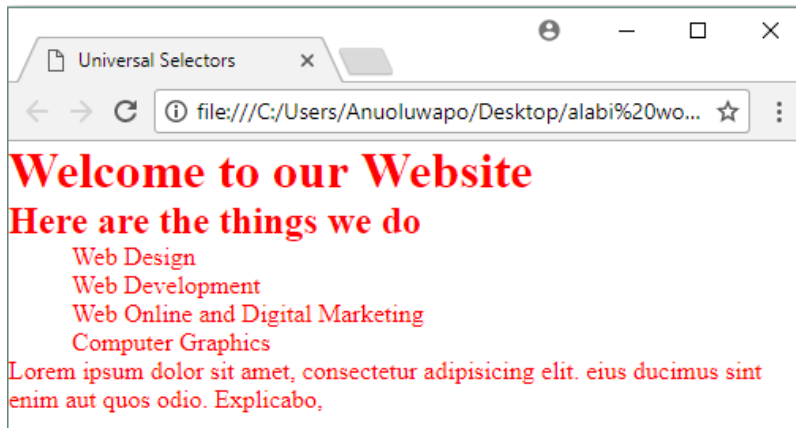 Universal Selectors
file:///C:/Users/Anuoluwapo/Desktop/alabi%20wo...
Welcome to our Website
Here are the things we do
Web Design
Web Development
Web Online and Digital Marketing
Computer Graphics
Lorem ipsum dolor sit amet, consectetur adipisicing elit. eius ducimus sint
enim aut quos odio. Explicabo,